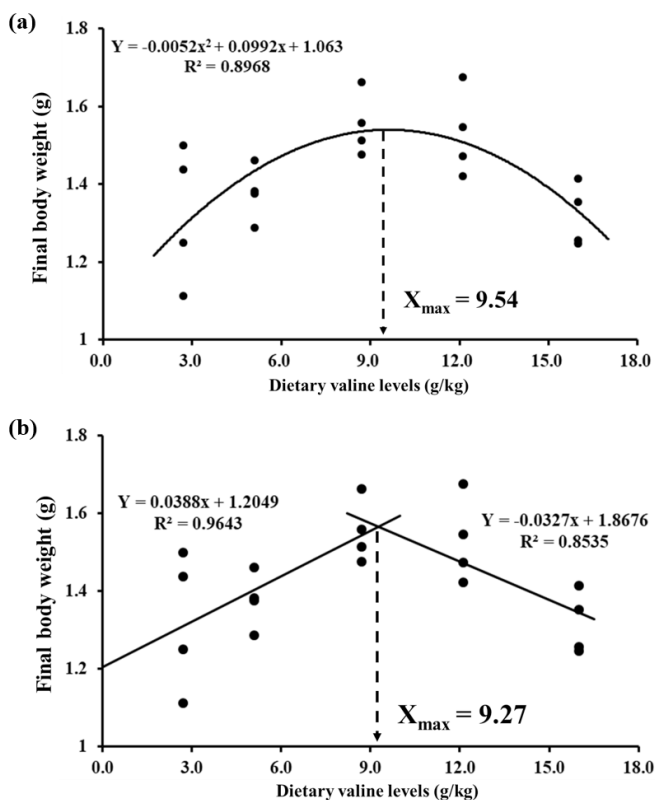 (a)
Y = -0.0052x² + 0.0992x + 1.063
R² = 0.8968
Final body weight (g)
1.8
1.6
1.4
1.2
1
X_max = 9.54
0.0 3.0 6.0 9.0 12.0 15.0 18.0
Dietary valine levels (g/kg)
(b)
Y = 0.0388x + 1.2049
R² = 0.9643
Y = -0.0327x + 1.8676
R² = 0.8535
Final body weight (g)
1.8
1.6
1.4
1.2
1
X_max = 9.27
0.0 3.0 6.0 9.0 12.0 15.0 18.0
Dietary valine levels (g/kg)